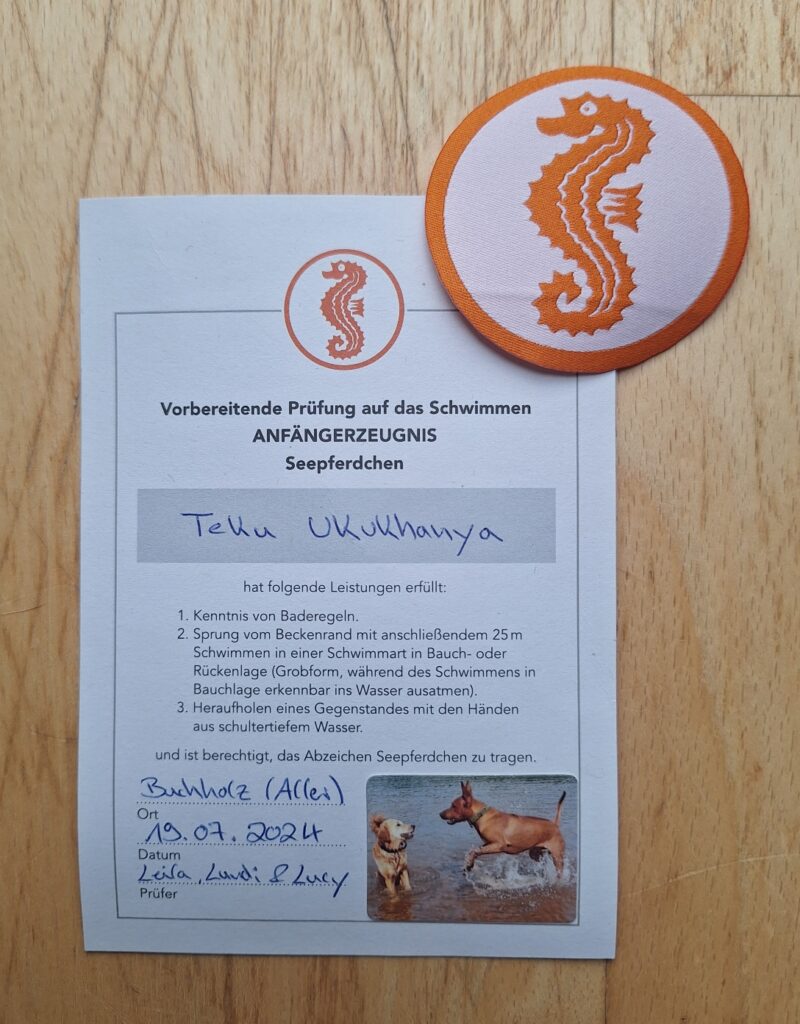 Vorbereitende Prüfung auf das Schwimmen
ANFÄNGERZEUGNIS
Seepferdchen
Teku Ukukhanya
hat folgende Leistungen erfüllt:
1. Kenntnis von Baderegeln.
2. Sprung vom Beckenrand mit anschließendem 25 m
Schwimmen in einer Schwimmart in Bauch- oder
Rückenlage (Grobform, während des Schwimmens in
Bauchlage erkennbar ins Wasser ausatmen).
3. Heraufholen eines Gegenstandes mit den Händen
aus schultertiefem Wasser.
und ist berechtigt, das Abzeichen Seepferdchen zu tragen.
Buchholz (Aller)
Ort
19.07.2024
Datum
Leila, Lundi & Lucy
Prüfer